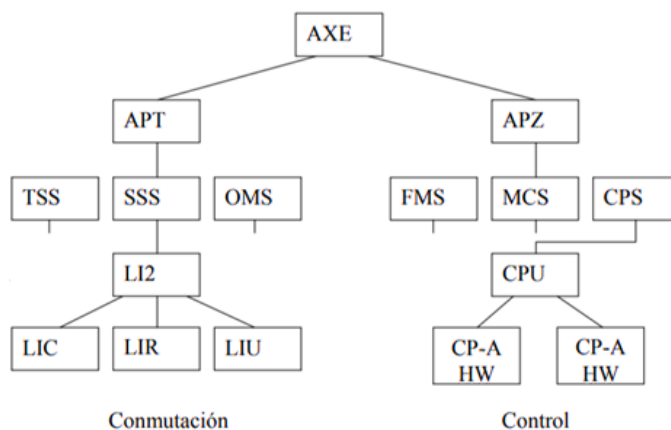 AXE
APT
APZ
TSS
SSS
OMS
FMS
MCS
CPS
LI2
CPU
LIC
LIR
LIU
CP-A
HW
CP-A
HW
Conmutación
Control